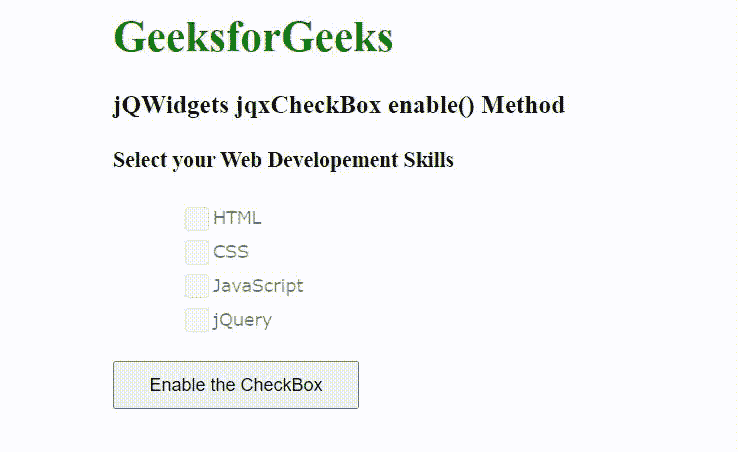 GeeksforGeeks
jQWidgets jqxCheckBox enable() Method
Select your Web Developement Skills
HTML
CSS
JavaScript
jQuery
Enable the CheckBox